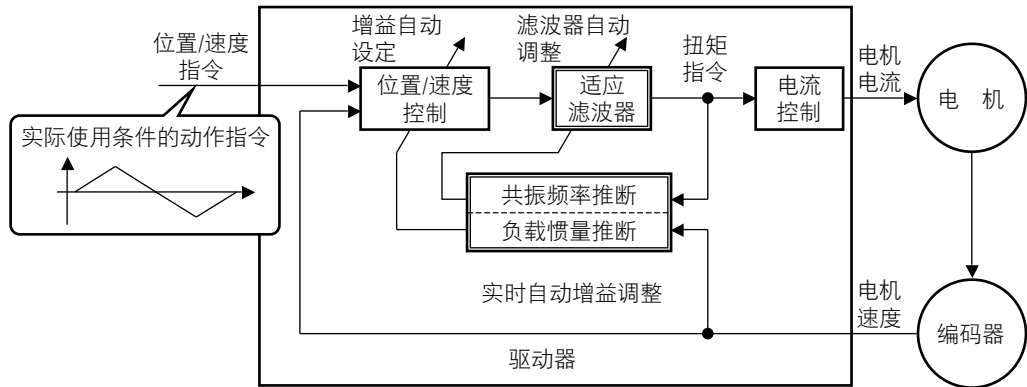 位置/速度
指令
实际使用条件的动作指令
增益自动
设定
位置/速度
控制
滤波器自动
调整
适应
滤波器
扭矩
指令
电流
控制
电机
电流
电 机
共振频率推断
负载惯量推断
实时自动增益调整
电机
速度
编码器
驱动器